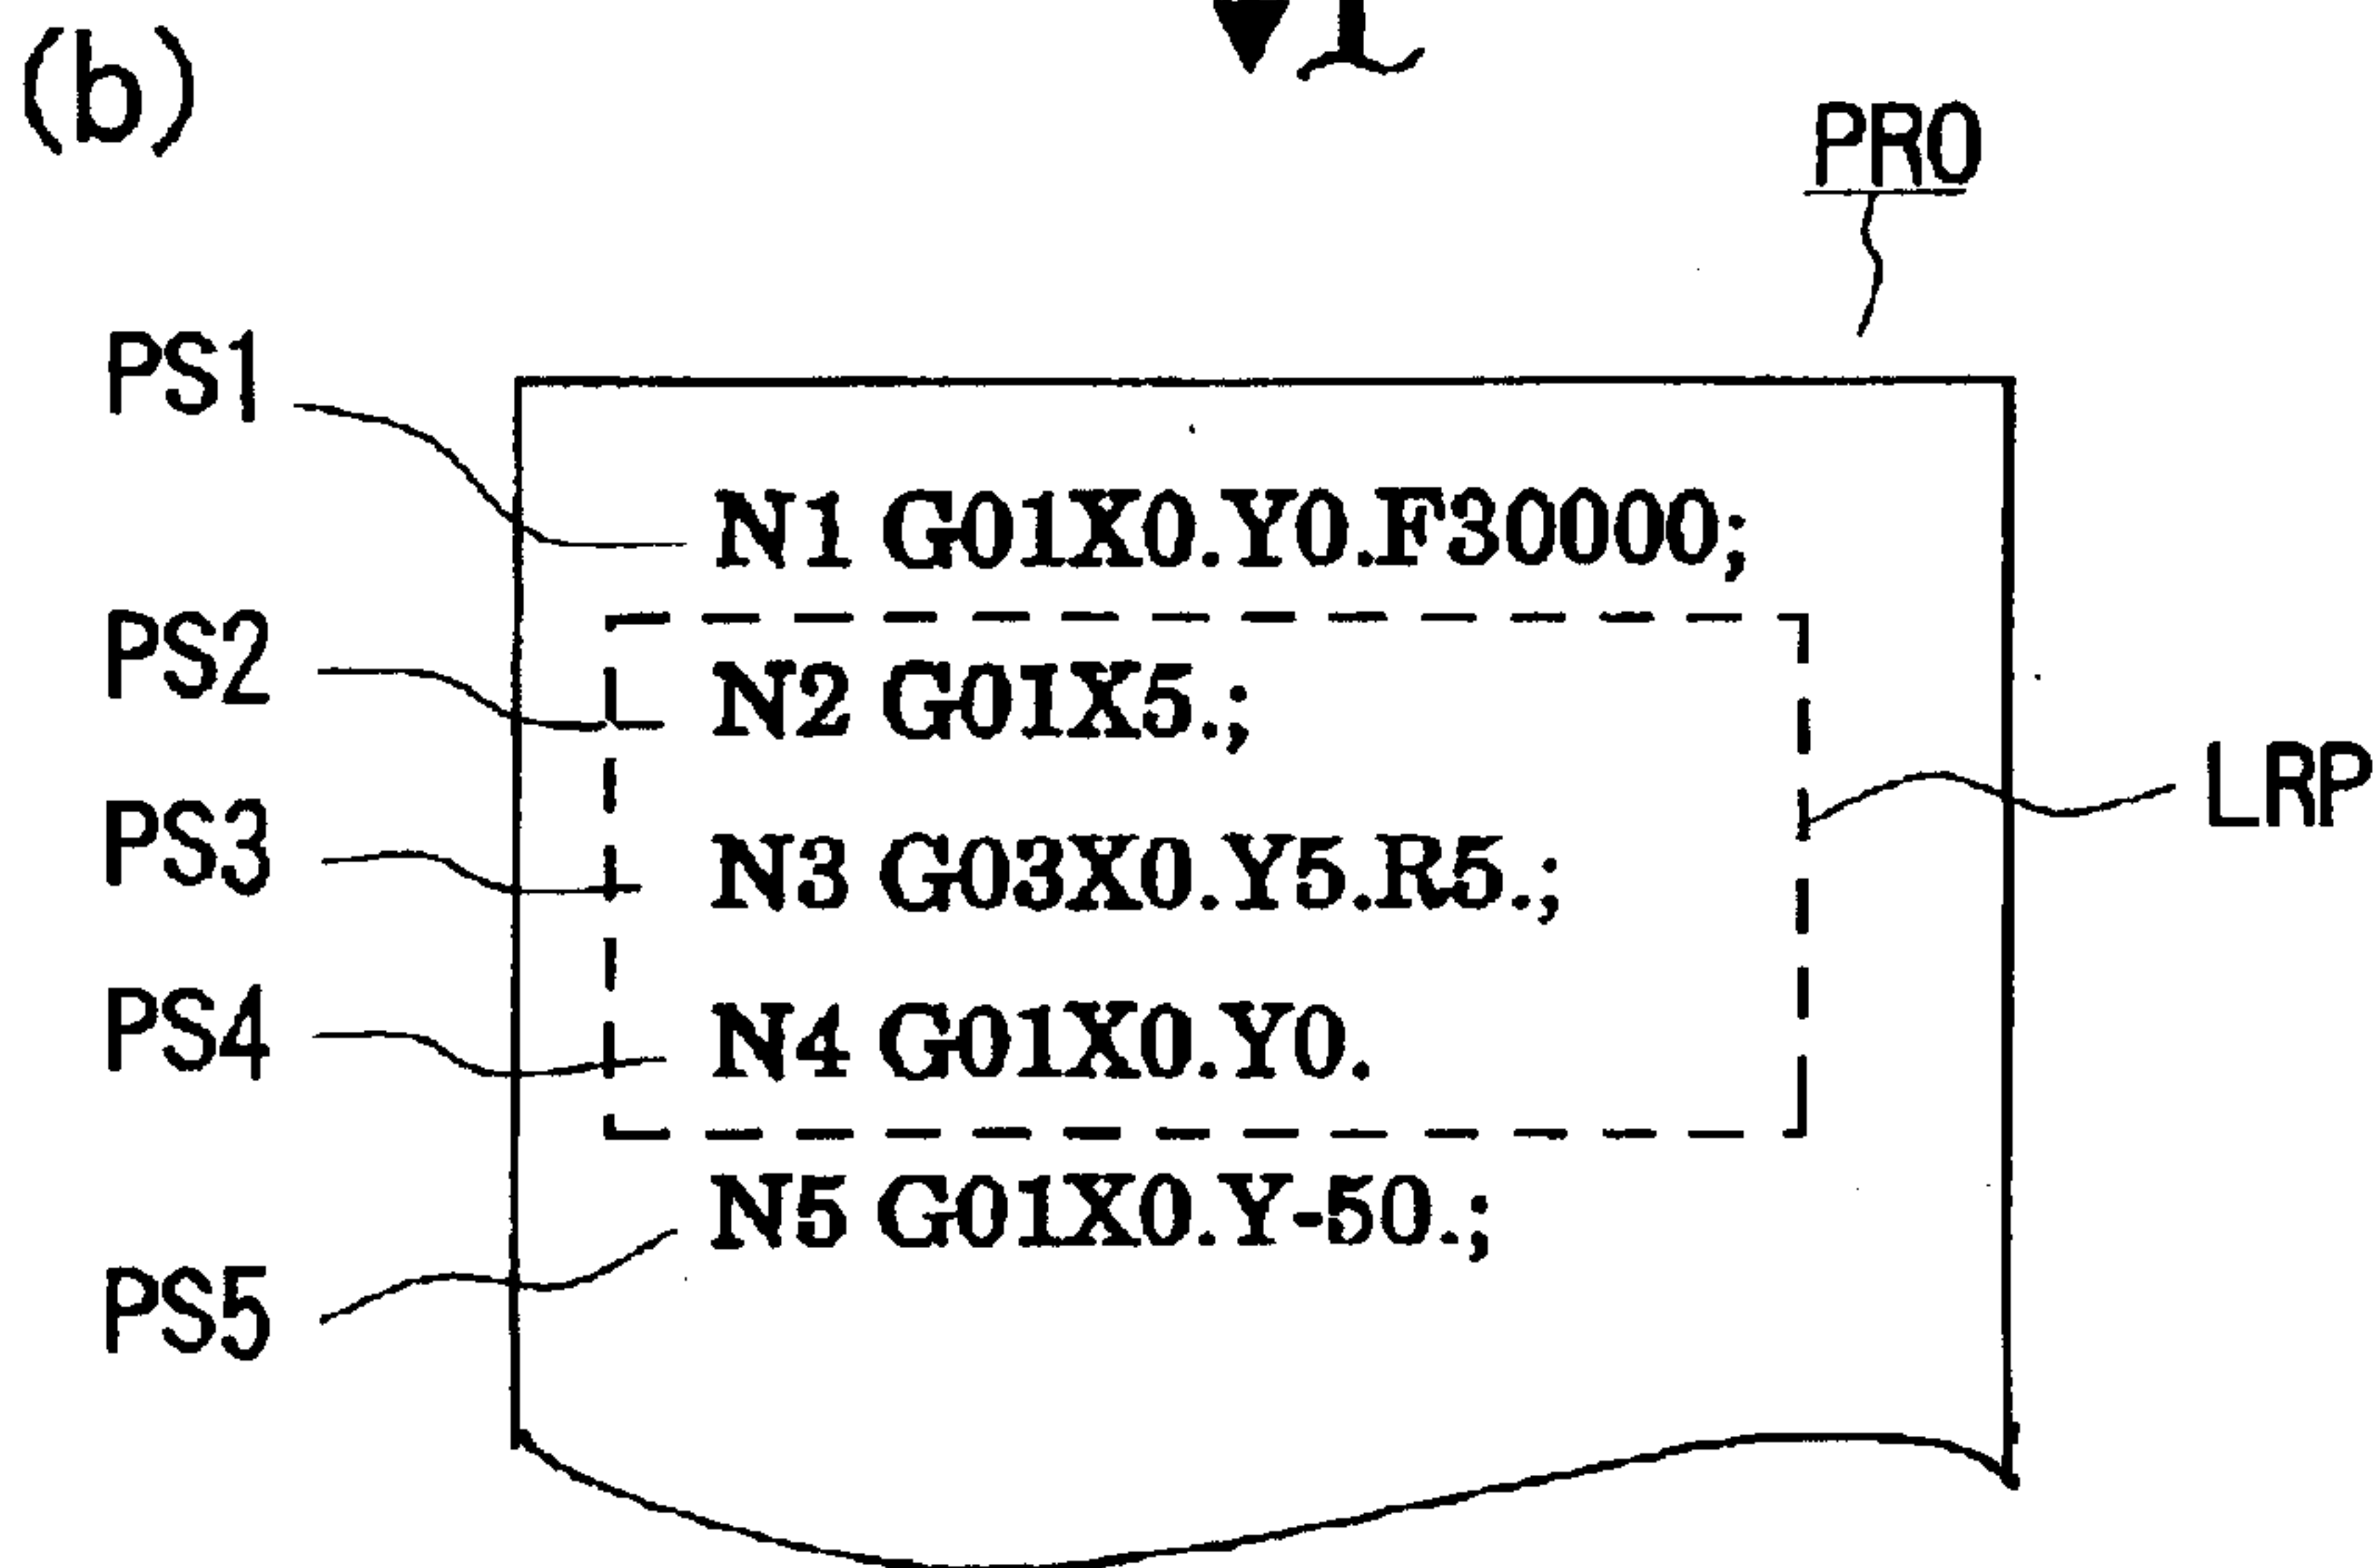 (b)
PRO
PS1
N1 G01X0.Y0.F30000;
PS2
N2 G01X5.;
PS3
N3 G03X0.Y5.R5.;
LRP
PS4
N4 G01X0.Y0.
PS5
N5 G01X0.Y-50.;